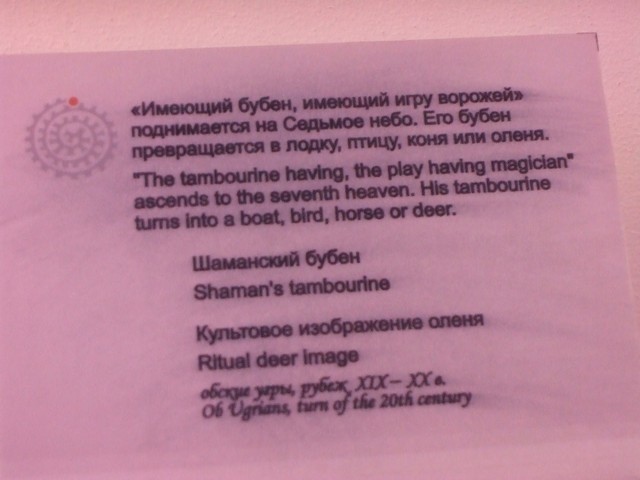 «Имеющий бубен, имеющий игру ворожей»
поднимается на Седьмое небо. Его бубен
превращается в лодку, птицу, коня или оленя.
"The tambourine having, the play having magician"
ascends to the seventh heaven. His tambourine
turns into a boat, bird, horse or deer.
Шаманский бубен
Shaman's tambourine
Культовое изображение оленя
Ritual deer image
обские угры, рубеж XIX – XX в.
Ob Ugrians, turn of the 20th century